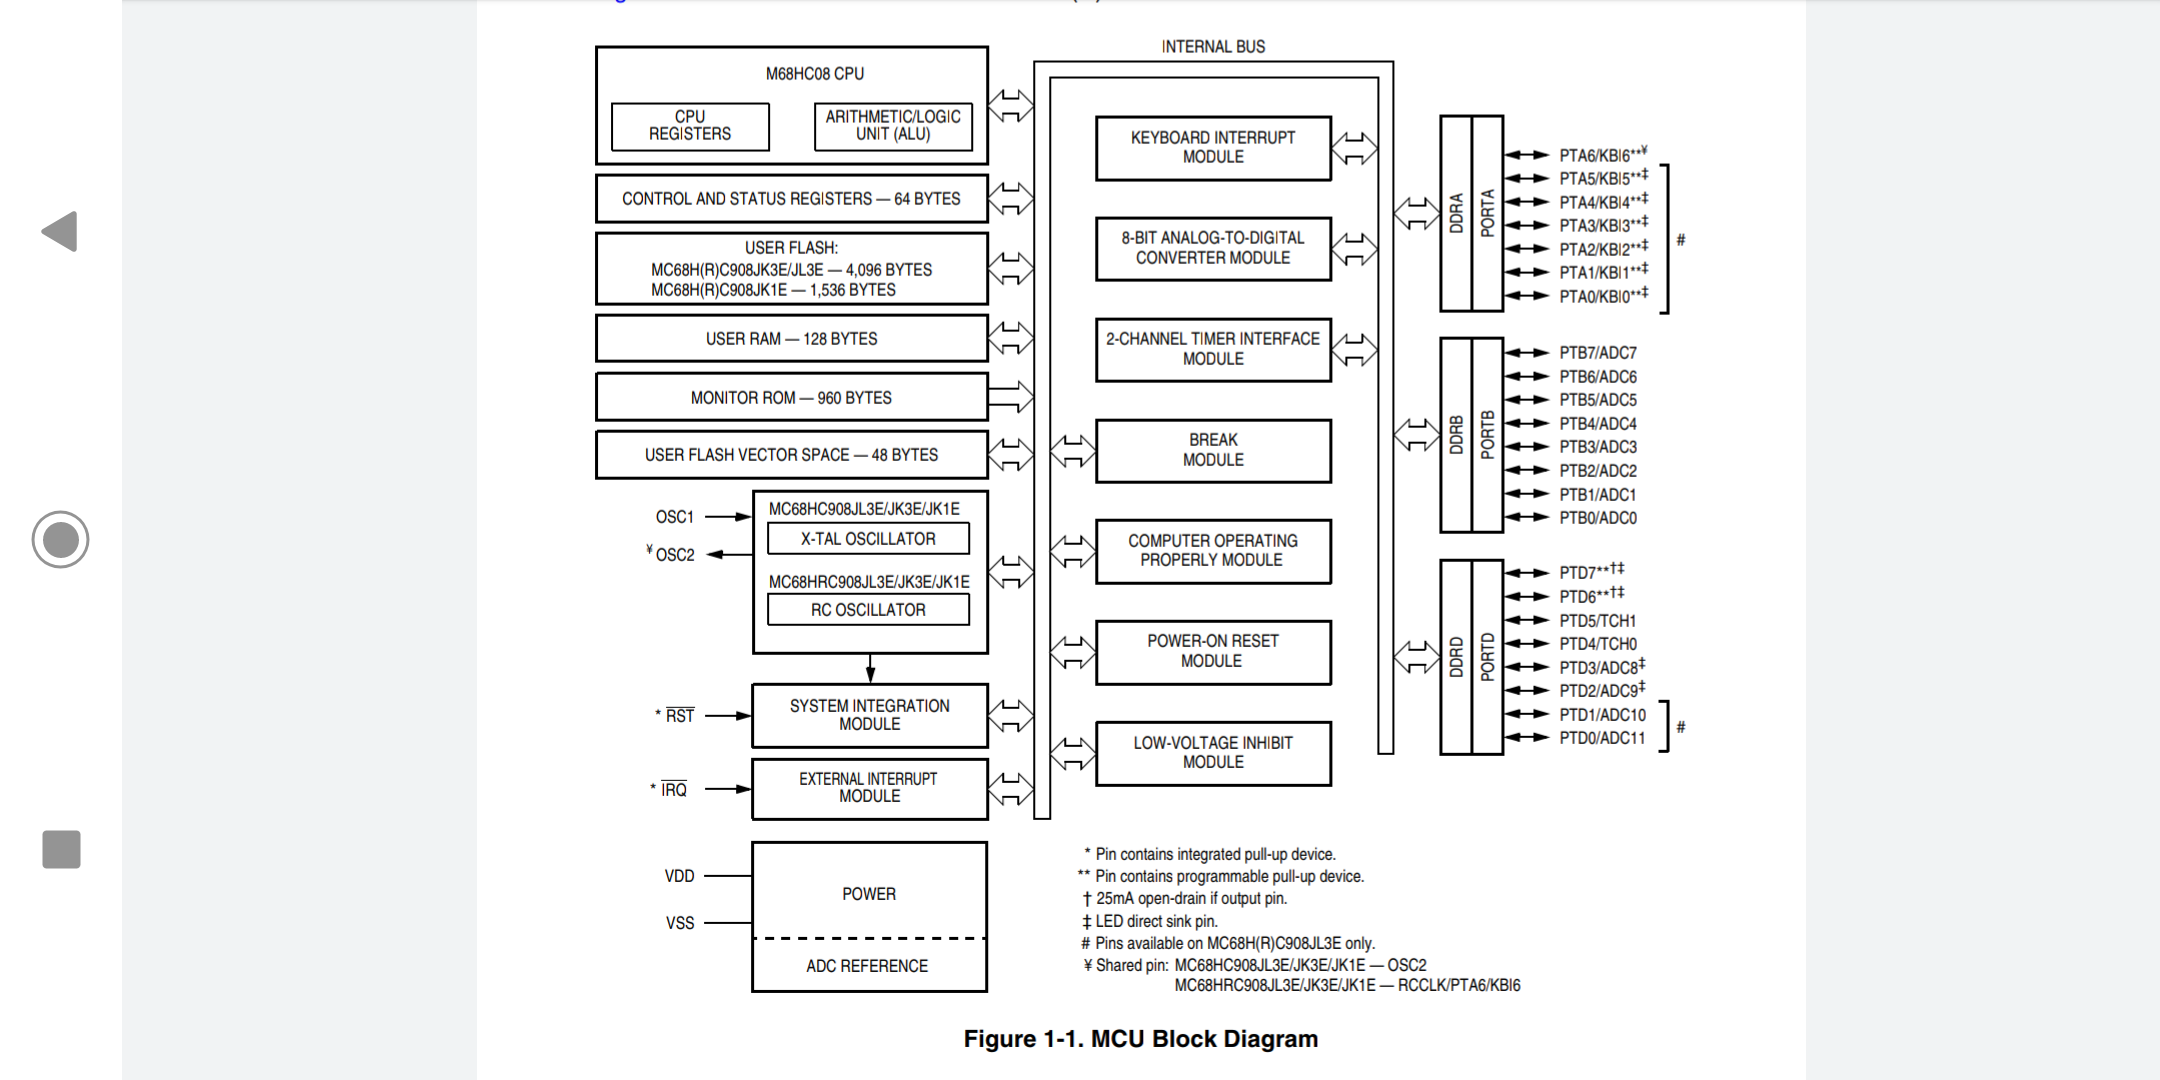 INTERNAL BUS
M68HC08 CPU
CPU
REGISTERS
ARITHMETIC/LOGIC
UNIT (ALU)
CONTROL AND STATUS REGISTERS — 64 BYTES
USER FLASH:
MC68H(R)C908JK3E/JL3E — 4,096 BYTES
MC68H(R)C908JK1E — 1,536 BYTES
USER RAM — 128 BYTES
MONITOR ROM — 960 BYTES
USER FLASH VECTOR SPACE — 48 BYTES
OSC1
¥ OSC2
MC68HC908JL3E/JK3E/JK1E
X-TAL OSCILLATOR
MC68HRC908JL3E/JK3E/JK1E
RC OSCILLATOR
* RST
SYSTEM INTEGRATION
MODULE
* IRQ
EXTERNAL INTERRUPT
MODULE
VDD
VSS
POWER
ADC REFERENCE
KEYBOARD INTERRUPT
MODULE
8-BIT ANALOG-TO-DIGITAL
CONVERTER MODULE
2-CHANNEL TIMER INTERFACE
MODULE
BREAK
MODULE
COMPUTER OPERATING
PROPERLY MODULE
POWER-ON RESET
MODULE
LOW-VOLTAGE INHIBIT
MODULE
DDRA
PORTA
PTA6/KBI6**¥
PTA5/KBI5**‡
PTA4/KBI4**‡
PTA3/KBI3**‡
PTA2/KBI2**‡
PTA1/KBI1**‡
PTA0/KBI0**‡
#
DDRB
PORTB
PTB7/ADC7
PTB6/ADC6
PTB5/ADC5
PTB4/ADC4
PTB3/ADC3
PTB2/ADC2
PTB1/ADC1
PTB0/ADC0
DDRD
PORTD
PTD7**†‡
PTD6**†‡
PTD5/TCH1
PTD4/TCH0
PTD3/ADC8‡
PTD2/ADC9‡
PTD1/ADC10
PTD0/ADC11
#
* Pin contains integrated pull-up device.
** Pin contains programmable pull-up device.
† 25mA open-drain if output pin.
‡ LED direct sink pin.
# Pins available on MC68H(R)C908JL3E only.
¥ Shared pin: MC68HC908JL3E/JK3E/JK1E — OSC2
MC68HRC908JL3E/JK3E/JK1E — RCCLK/PTA6/KBI6
Figure 1-1. MCU Block Diagram